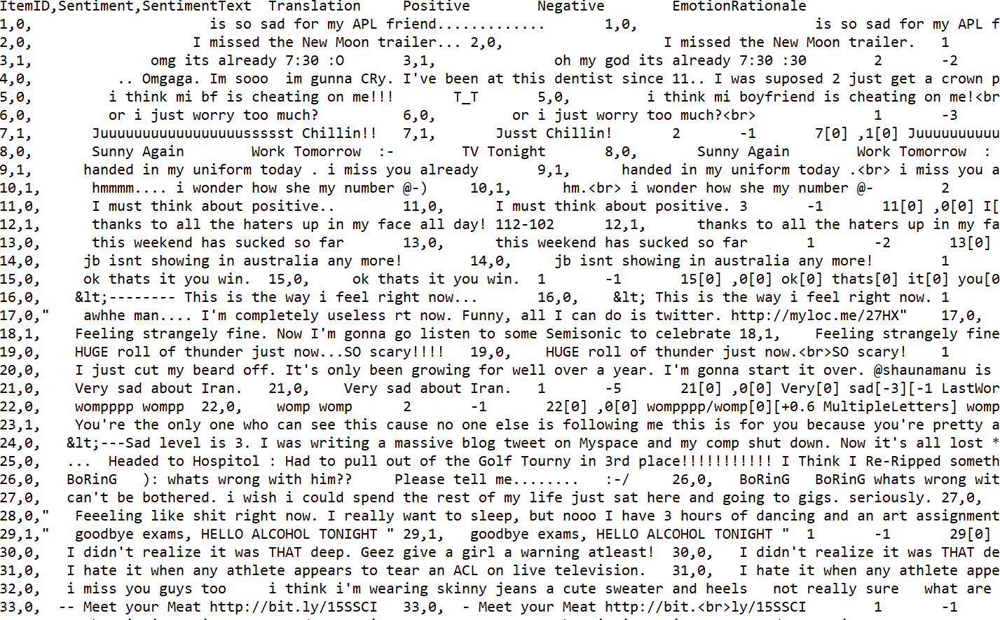 ItemID,Sentiment,SentimentText  Translation     Positive        Negative        EmotionRationale
1,0,                     is so sad for my APL friend.............       1,0,                     is so sad for my APL f
2,0,                   I missed the New Moon trailer... 2,0,                   I missed the New Moon trailer.   1
3,1,              omg its already 7:30 :O       3,1,              oh my god its already 7:30 :30        2       -2
4,0,          .. Omgaga. Im sooo  im gunna CRy. I've been at this dentist since 11.. I was suposed 2 just get a crown p
5,0,         i think mi bf is cheating on me!!!       T_T       5,0,         i think mi boyfriend is cheating on me!<br
6,0,         or i just worry too much?          6,0,         or i just worry too much?<br>              1       -3
7,1,       Juuuuuuuuuuuuuuuuussssst Chillin!!   7,1,       Jusst Chillin!       2       -1       7[0] ,1[0] Juuuuuuuuuu
8,0,       Sunny Again        Work Tomorrow  :-        TV Tonight       8,0,       Sunny Again        Work Tomorrow  :
9,1,      handed in my uniform today . i miss you already       9,1,      handed in my uniform today .<br> i miss you a
10,1,      hmmmm.... i wonder how she my number @-)     10,1,      hm.<br> i wonder how she my number @-        2
11,0,      I must think about positive..        11,0,      I must think about positive. 3       -1       11[0] ,0[0] I[
12,1,      thanks to all the haters up in my face all day! 112-102      12,1,      thanks to all the haters up in my fa
13,0,      this weekend has sucked so far       13,0,      this weekend has sucked so far       1       -2       13[0]
14,0,     jb isnt showing in australia any more!        14,0,     jb isnt showing in australia any more!        1
15,0,     ok thats it you win.  15,0,     ok thats it you win.  1       -1       15[0] ,0[0] ok[0] thats[0] it[0] you[0
16,0,    &lt;-------- This is the way i feel right now...       16,0,    &lt; This is the way i feel right now. 1
17,0,"    awhhe man.... I'm completely useless rt now. Funny, all I can do is twitter. http://myloc.me/27HX"    17,0,
18,1,    Feeling strangely fine. Now I'm gonna go listen to some Semisonic to celebrate 18,1,    Feeling strangely fine
19,0,    HUGE roll of thunder just now...SO scary!!!!   19,0,    HUGE roll of thunder just now.<br>SO scary!    1
20,0,    I just cut my beard off. It's only been growing for well over a year. I'm gonna start it over. @shaunamanu is
21,0,    Very sad about Iran.   21,0,    Very sad about Iran.   1       -5       21[0] ,0[0] Very[0] sad[-3][-1 LastWor
22,0,    wompppp wompp  22,0,    womp womp      2       -1       22[0] ,0[0] wompppp/womp[0][+0.6 MultipleLetters] womp
23,1,    You're the only one who can see this cause no one else is following me this is for you because you're pretty a
24,0,   &lt;---Sad level is 3. I was writing a massive blog tweet on Myspace and my comp shut down. Now it's all lost *
25,0,   ...  Headed to Hospitol : Had to pull out of the Golf Tourny in 3rd place!!!!!!!!!!! I Think I Re-Ripped someth
26,0,   BoRinG   ): whats wrong with him??     Please tell me........   :-/     26,0,   BoRinG   BoRinG whats wrong wit
27,0,   can't be bothered. i wish i could spend the rest of my life just sat here and going to gigs. seriously. 27,0,
28,0,"   Feeeling like shit right now. I really want to sleep, but nooo I have 3 hours of dancing and an art assignment
29,1,"   goodbye exams, HELLO ALCOHOL TONIGHT " 29,1,   goodbye exams, HELLO ALCOHOL TONIGHT "  1       -1       29[0]
30,0,   I didn't realize it was THAT deep. Geez give a girl a warning atleast!  30,0,   I didn't realize it was THAT de
31,0,   I hate it when any athlete appears to tear an ACL on live television.   31,0,   I hate it when any athlete appe
32,0,   i miss you guys too     i think i'm wearing skinny jeans a cute sweater and heels   not really sure   what are
33,0,  -- Meet your Meat http://bit.ly/15SSCI   33,0,  - Meet your Meat http://bit.<br>ly/15SSCI        1       -1